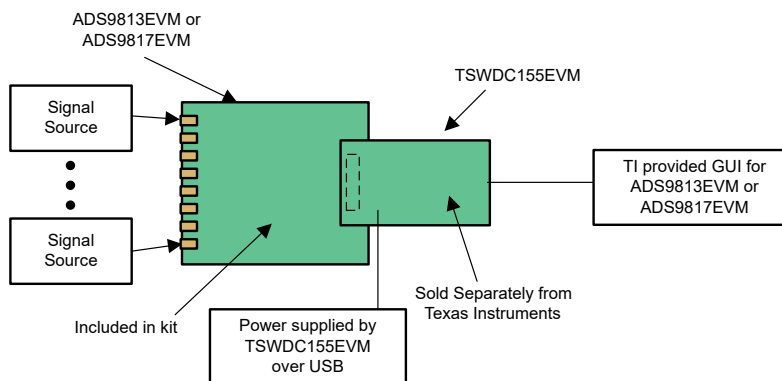 ADS9813EVM or
ADS9817EVM
TSWDC155EVM
Signal
Source
Signal
Source
TI provided GUI for
ADS9813EVM or
ADS9817EVM
Included in kit
Power supplied by
TSWDC155EVM
over USB
Sold Separately from
Texas Instruments